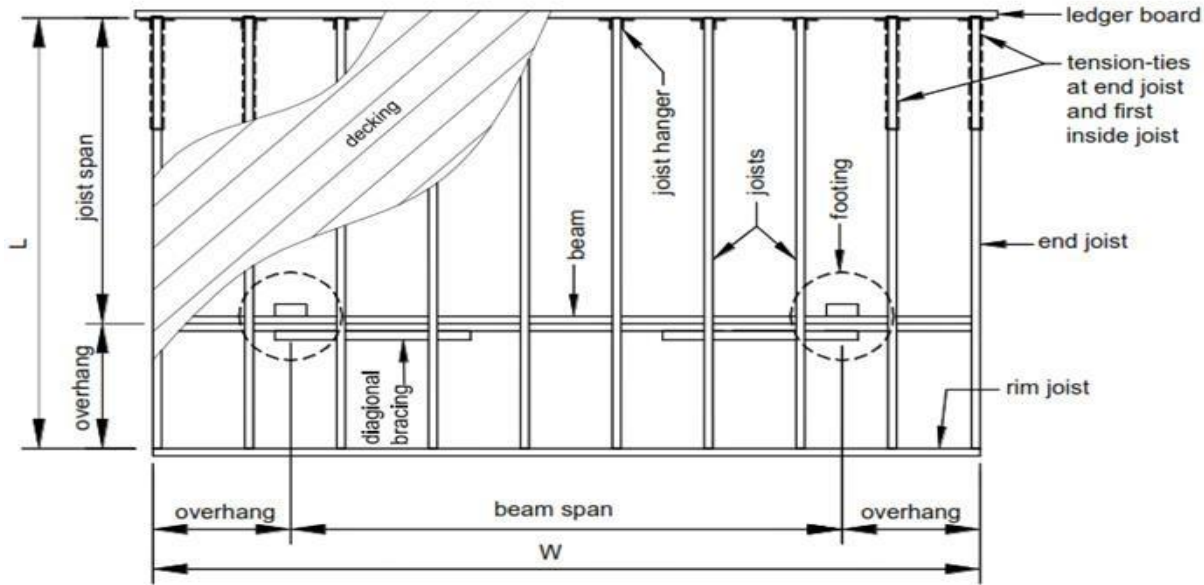 ledger board
tension-ties
at end joist
and first
inside joist
decking
joist hanger
joists
footing
joist span
L
beam
end joist
overhang
diagional
bracing
rim joist
overhang
beam span
overhang
W